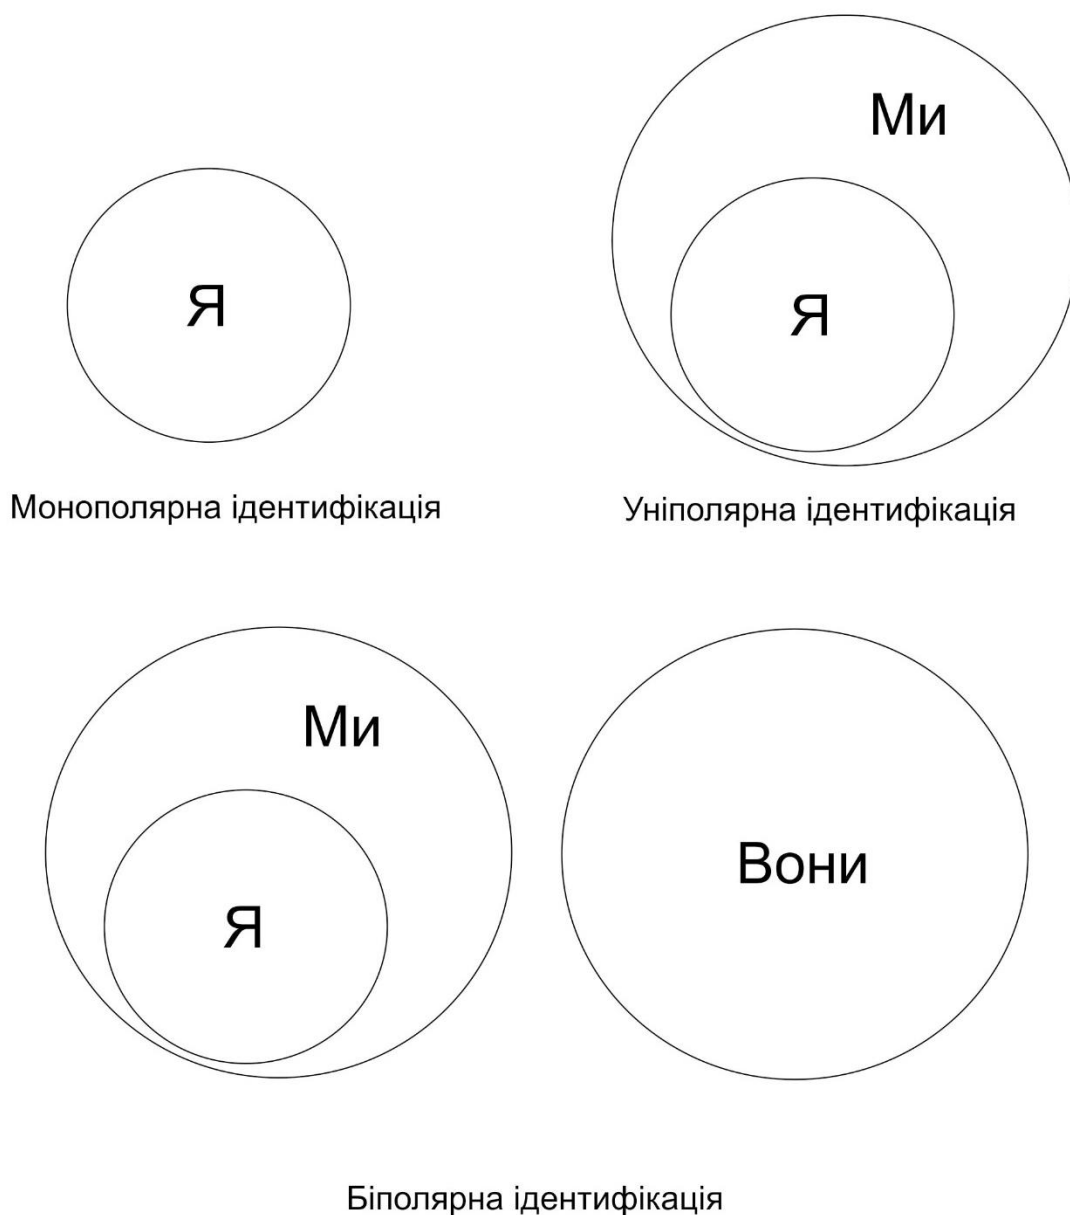 Ми
Я
Я
Монополярна ідентифікація
Уніполярна ідентифікація
Ми
Я
Вони
Біполярна ідентифікація